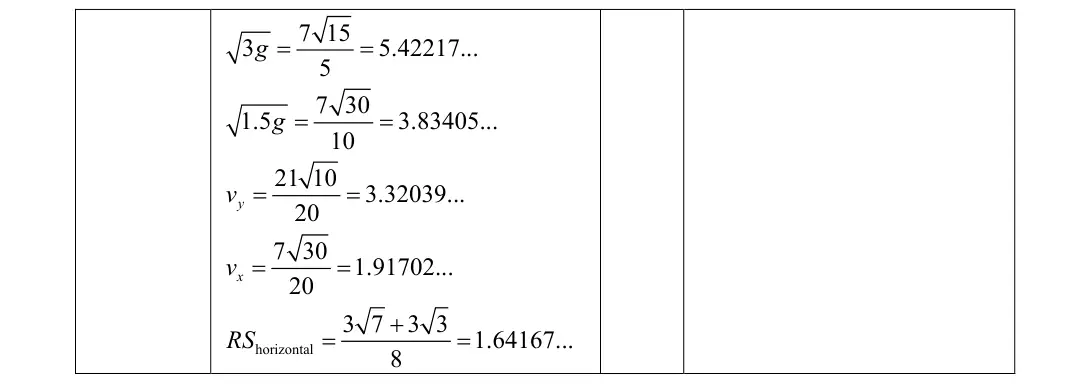 √3g = 7√15/5 = 5.42217...
√1.5g = 7√30/10 = 3.83405...
v_y = 21√10/20 = 3.32039...
v_x = 7√30/20 = 1.91702...
RS_horizontal = (3√7 + 3√3)/8 = 1.64167...